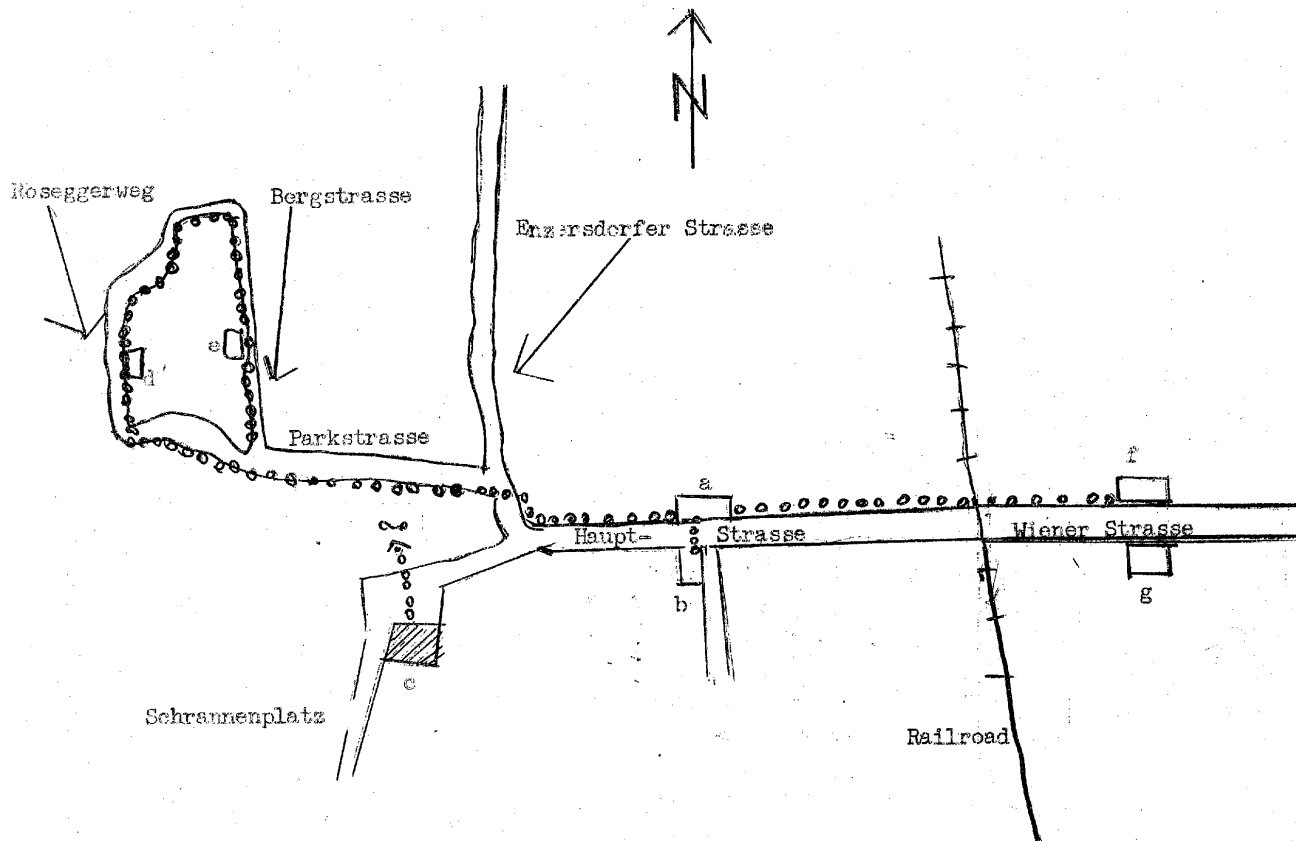 N
Roseggerweg
Bergstrasse
Enzersdorfer Strasse
Parkstrasse
e
d
a
f
Haupt- Strasse
Wiener Strasse
b
g
c
Schrannenplatz
Railroad